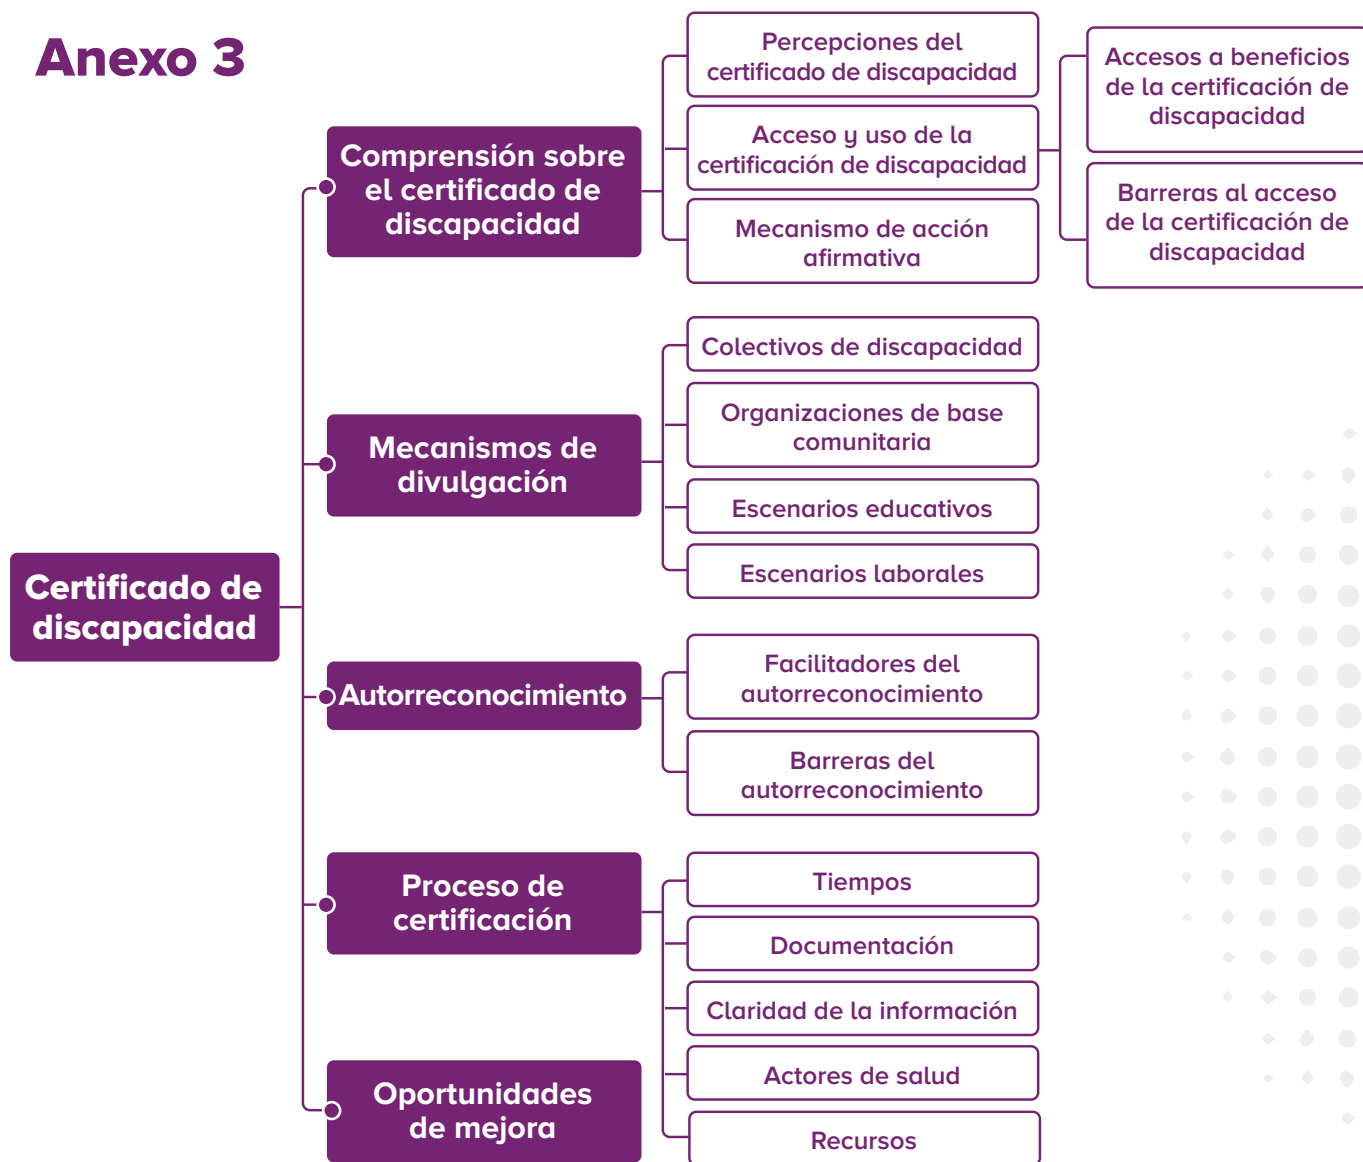 Anexo 3
Certificado de
discapacidad
Comprensión sobre
el certificado de
discapacidad
Percepciones del
certificado de discapacidad
Acceso y uso de la
certificación de discapacidad
Accesos a beneficios
de la certificación de
discapacidad
Barreras al acceso
de la certificación de
discapacidad
Mecanismo de acción
afirmativa
Mecanismos de
divulgación
Colectivos de discapacidad
Organizaciones de base
comunitaria
Escenarios educativos
Escenarios laborales
Autorreconocimiento
Facilitadores del
autorreconocimiento
Barreras del
autorreconocimiento
Proceso de
certificación
Tiempos
Documentación
Claridad de la información
Actores de salud
Recursos
Oportunidades
de mejora